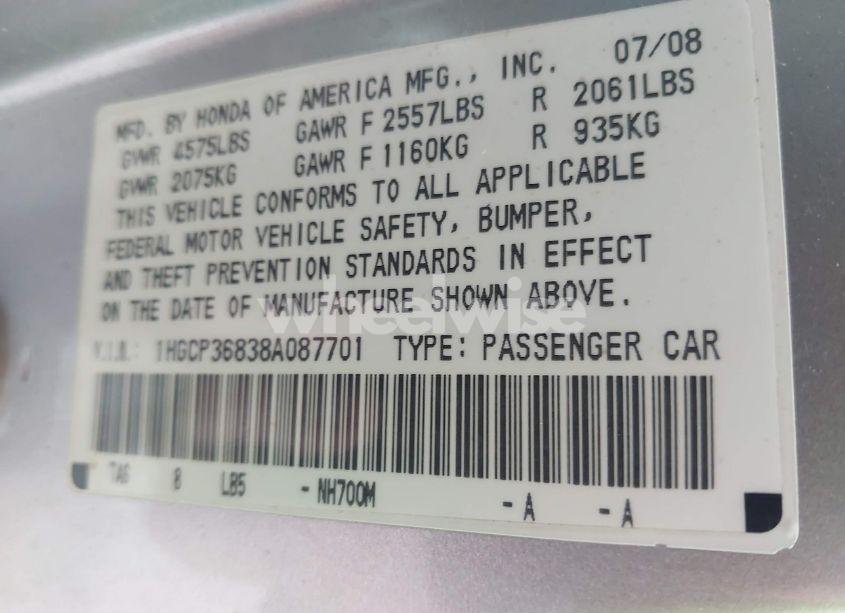 MFD. BY HONDA OF AMERICA MFG., INC. 07/08
GVWR 4575LBS GAWR F 2557LBS R 2061LBS
GVWR 2075KG GAWR F 1160KG R 935KG
THIS VEHICLE CONFORMS TO ALL APPLICABLE
FEDERAL MOTOR VEHICLE SAFETY, BUMPER,
AND THEFT PREVENTION STANDARDS IN EFFECT
ON THE DATE OF MANUFACTURE SHOWN ABOVE.
wheelwise
V.I.N.: 1HGCP36838A087701 TYPE: PASSENGER CAR
TAG 8 LB5 - NH700M - A - A